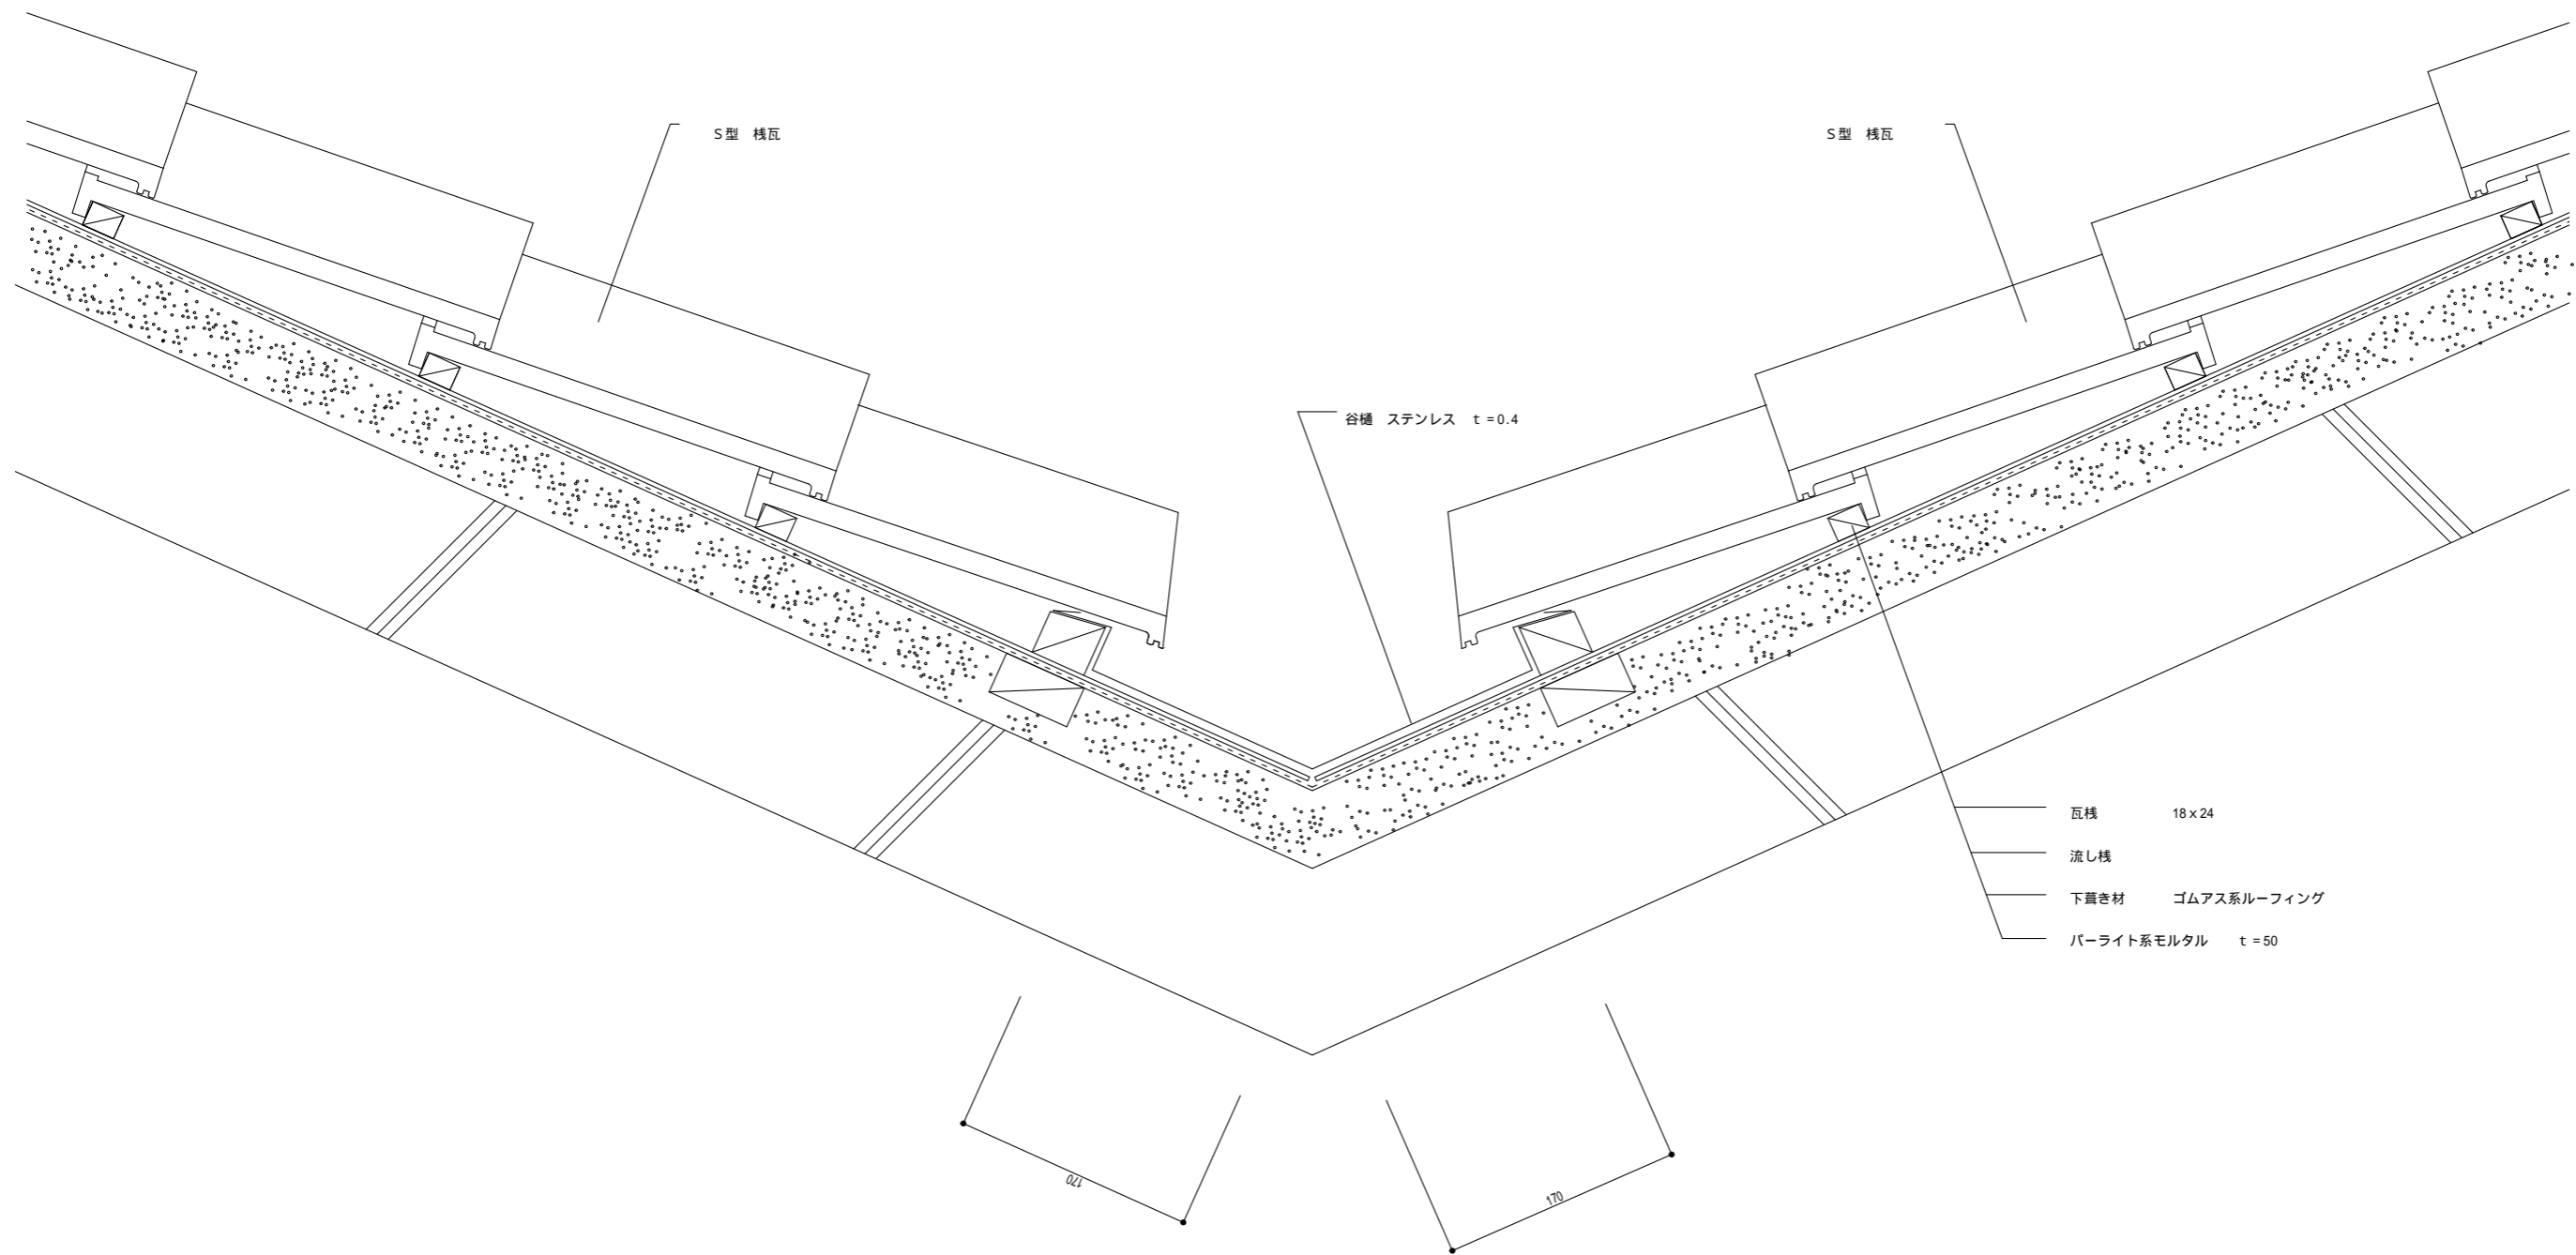 S型　桟瓦
S型　桟瓦
谷樋　ステンレス　t=0.4
瓦桟　18x24
流し桟
下葺き材　ゴムアス系ルーフィング
パーライト系モルタル　t=50
170
170